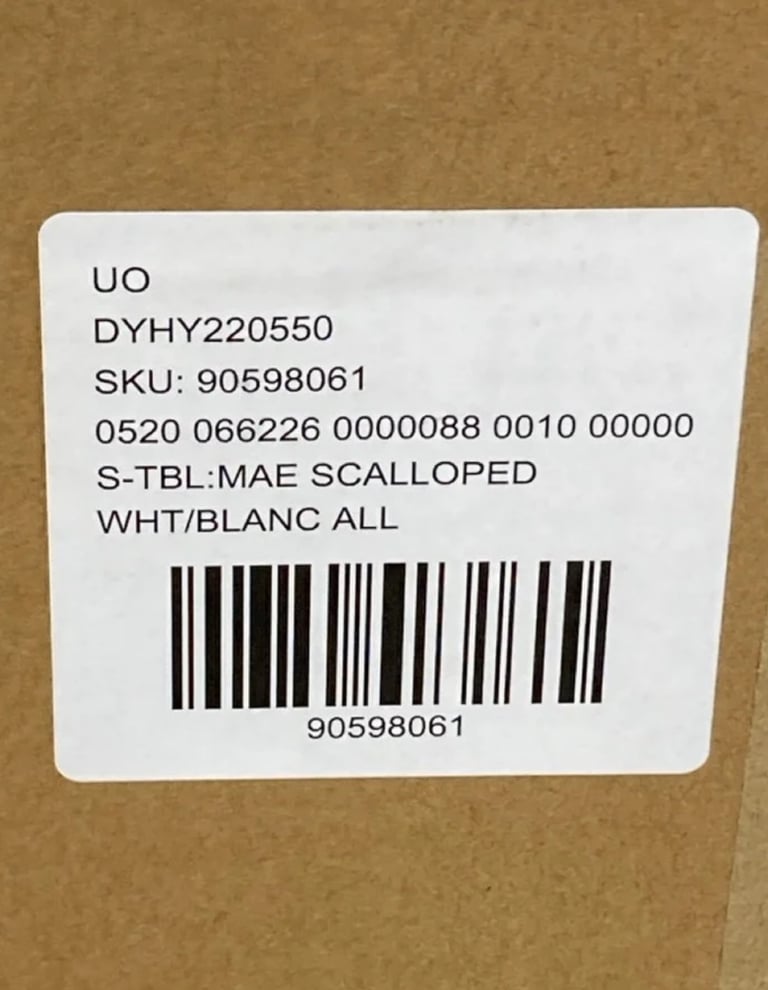 UO
DYHY220550
SKU: 90598061
0520 066226 0000088 0010 00000
S-TBL:MAE SCALLOPED
WHT/BLANC ALL
90598061